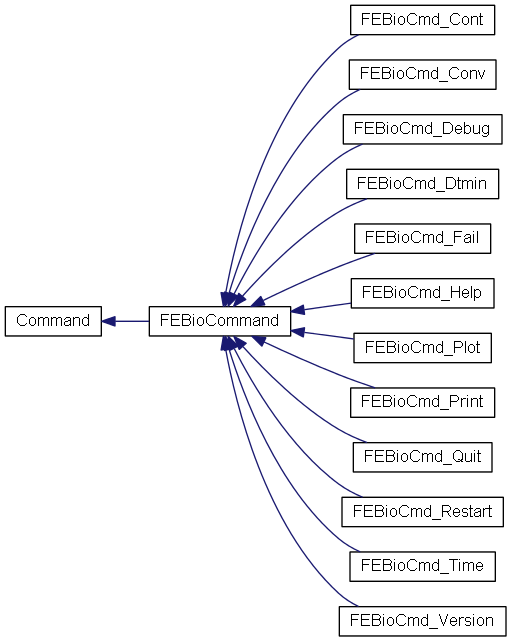 FEBioCmd_Cont
FEBioCmd_Conv
FEBioCmd_Debug
FEBioCmd_Dtmin
FEBioCmd_Fail
FEBioCmd_Help
Command
FEBioCommand
FEBioCmd_Plot
FEBioCmd_Print
FEBioCmd_Quit
FEBioCmd_Restart
FEBioCmd_Time
FEBioCmd_Version